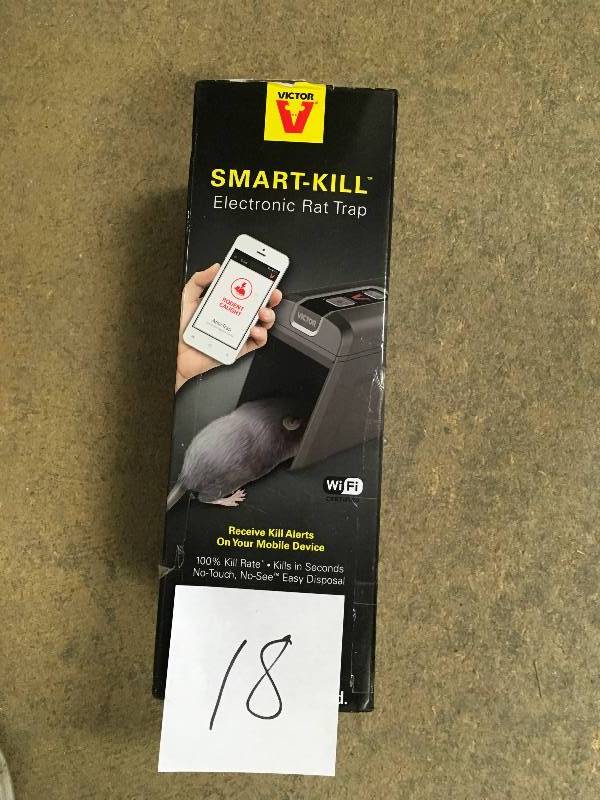 VICTOR
V
SMART-KILL™
Electronic Rat Trap
RODENT
CAUGHT
VICTOR
WiFi
CERTIFIED
Receive Kill Alerts
On Your Mobile Device
100% Kill Rate* • Kills in Seconds
No-Touch, No-See™ Easy Disposal
18
d.